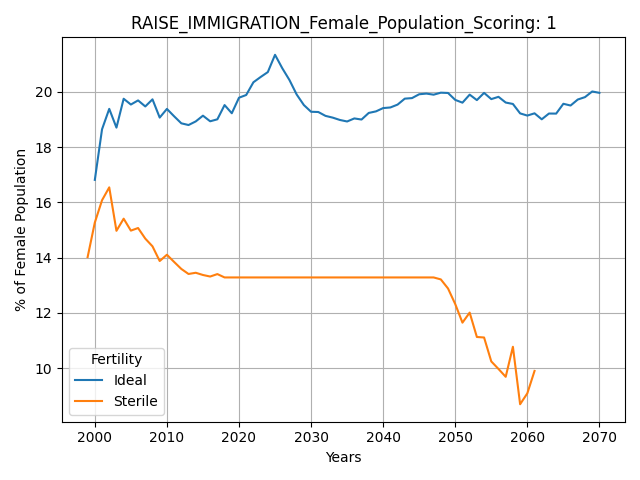 RAISE_IMMIGRATION_Female_Population_Scoring: 1
% of Female Population
20
18
16
14
12
10
Fertility
Ideal
Sterile
2000 2010 2020 2030 2040 2050 2060 2070
Years